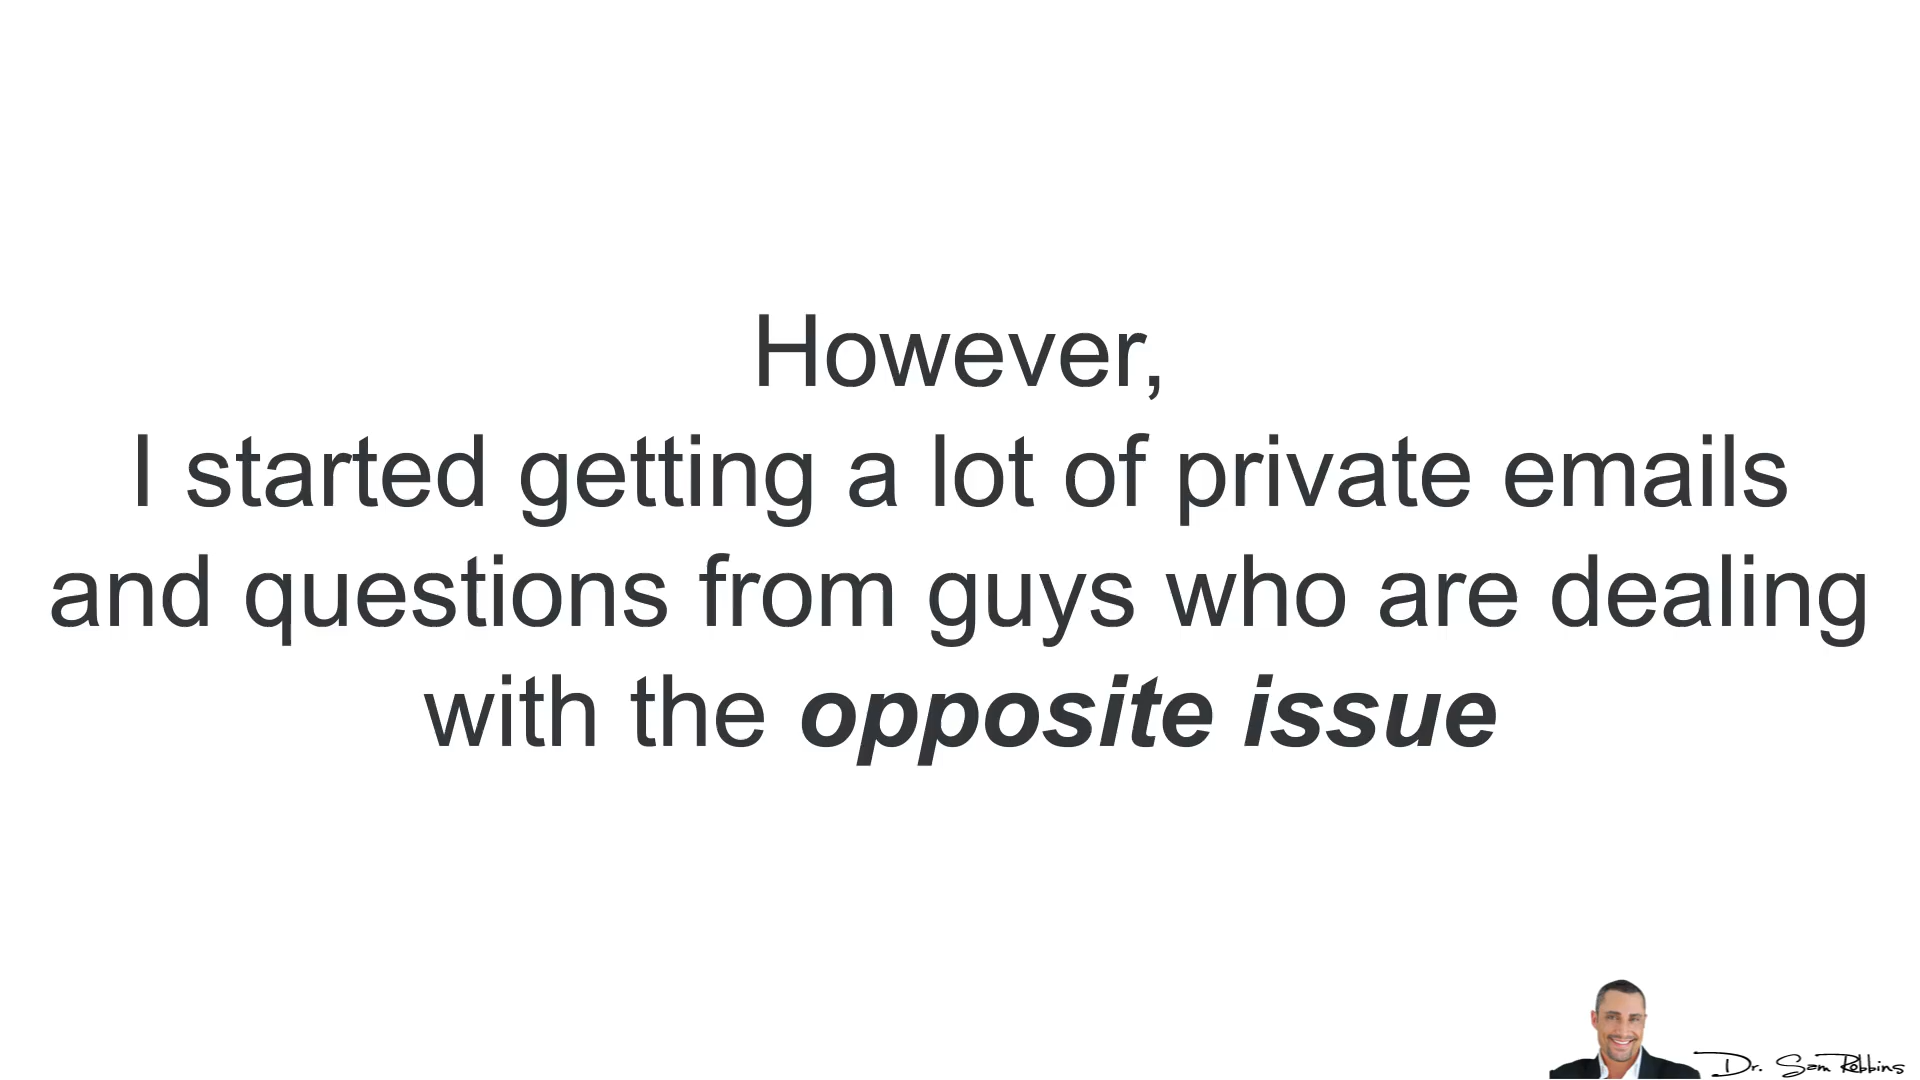 However,
I started getting a lot of private emails
and questions from guys who are dealing
with the opposite issue
Dr. Sam Robbins